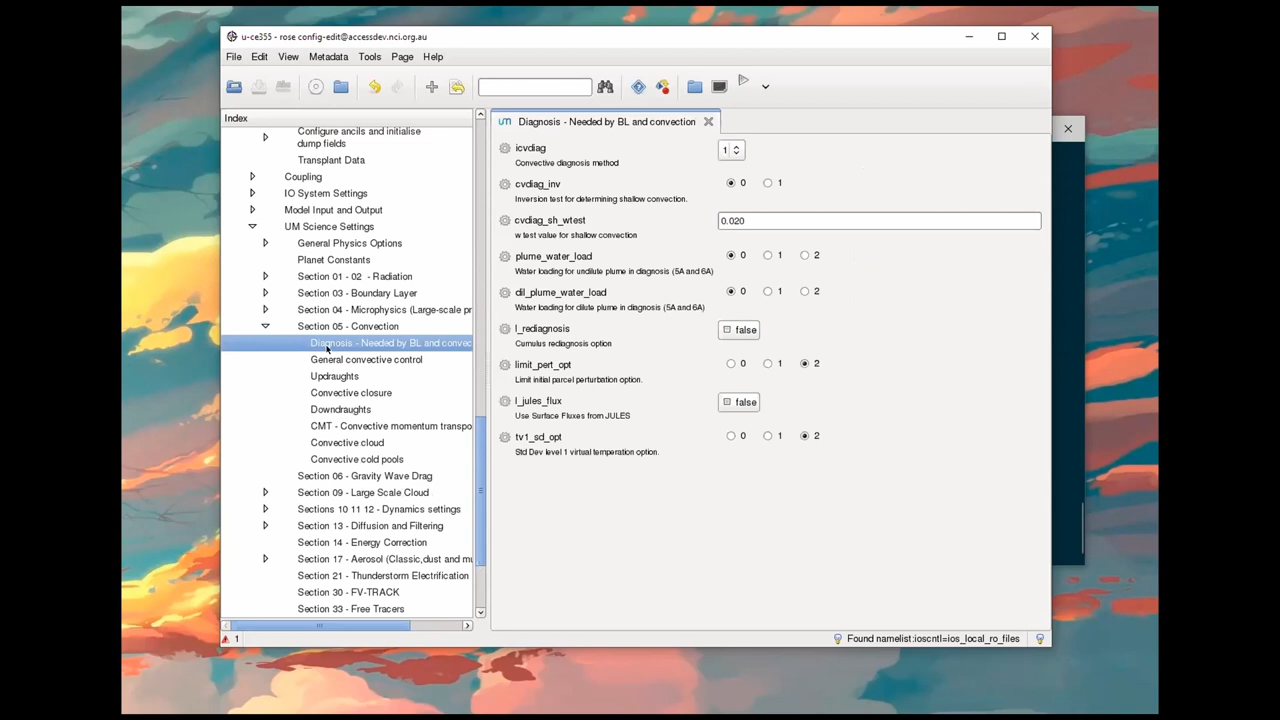 u-ce355 - rose config-edit@accessdev.nci.org.au
File Edit View Metadata Tools Page Help
Index
Configure ancils and initialise
dump fields
Transplant Data
Coupling
IO System Settings
Model Input and Output
UM Science Settings
General Physics Options
Planet Constants
Section 01 - 02 - Radiation
Section 03 - Boundary Layer
Section 04 - Microphysics (Large-scale pr
Section 05 - Convection
Diagnosis - Needed by BL and convec
General convective control
Updraughts
Convective closure
Downdraughts
CMT - Convective momentum transpo
Convective cloud
Convective cold pools
Section 06 - Gravity Wave Drag
Section 09 - Large Scale Cloud
Sections 10 11 12 - Dynamics settings
Section 13 - Diffusion and Filtering
Section 14 - Energy Correction
Section 17 - Aerosol (Classic,dust and mu
Section 21 - Thunderstorm Electrification
Section 30 - FV-TRACK
Section 33 - Free Tracers
UM Diagnosis - Needed by BL and convection
icvdiag 1
Convective diagnosis method
cvdiag_inv 0 1
Inversion test for determining shallow convection.
cvdiag_sh_wtest 0.020
w test value for shallow convection
plume_water_load 0 1 2
Water loading for undilute plume in diagnosis (5A and 6A)
dil_plume_water_load 0 1 2
Water loading for dilute plume in diagnosis (5A and 6A)
l_rediagnosis false
Cumulus rediagnosis option
limit_pert_opt 0 1 2
Limit initial parcel perturbation option.
l_jules_flux false
Use Surface Fluxes from JULES
tv1_sd_opt 0 1 2
Std Dev level 1 virtual temperature option.
1
Found namelist:ioscntl=ios_local_ro_files